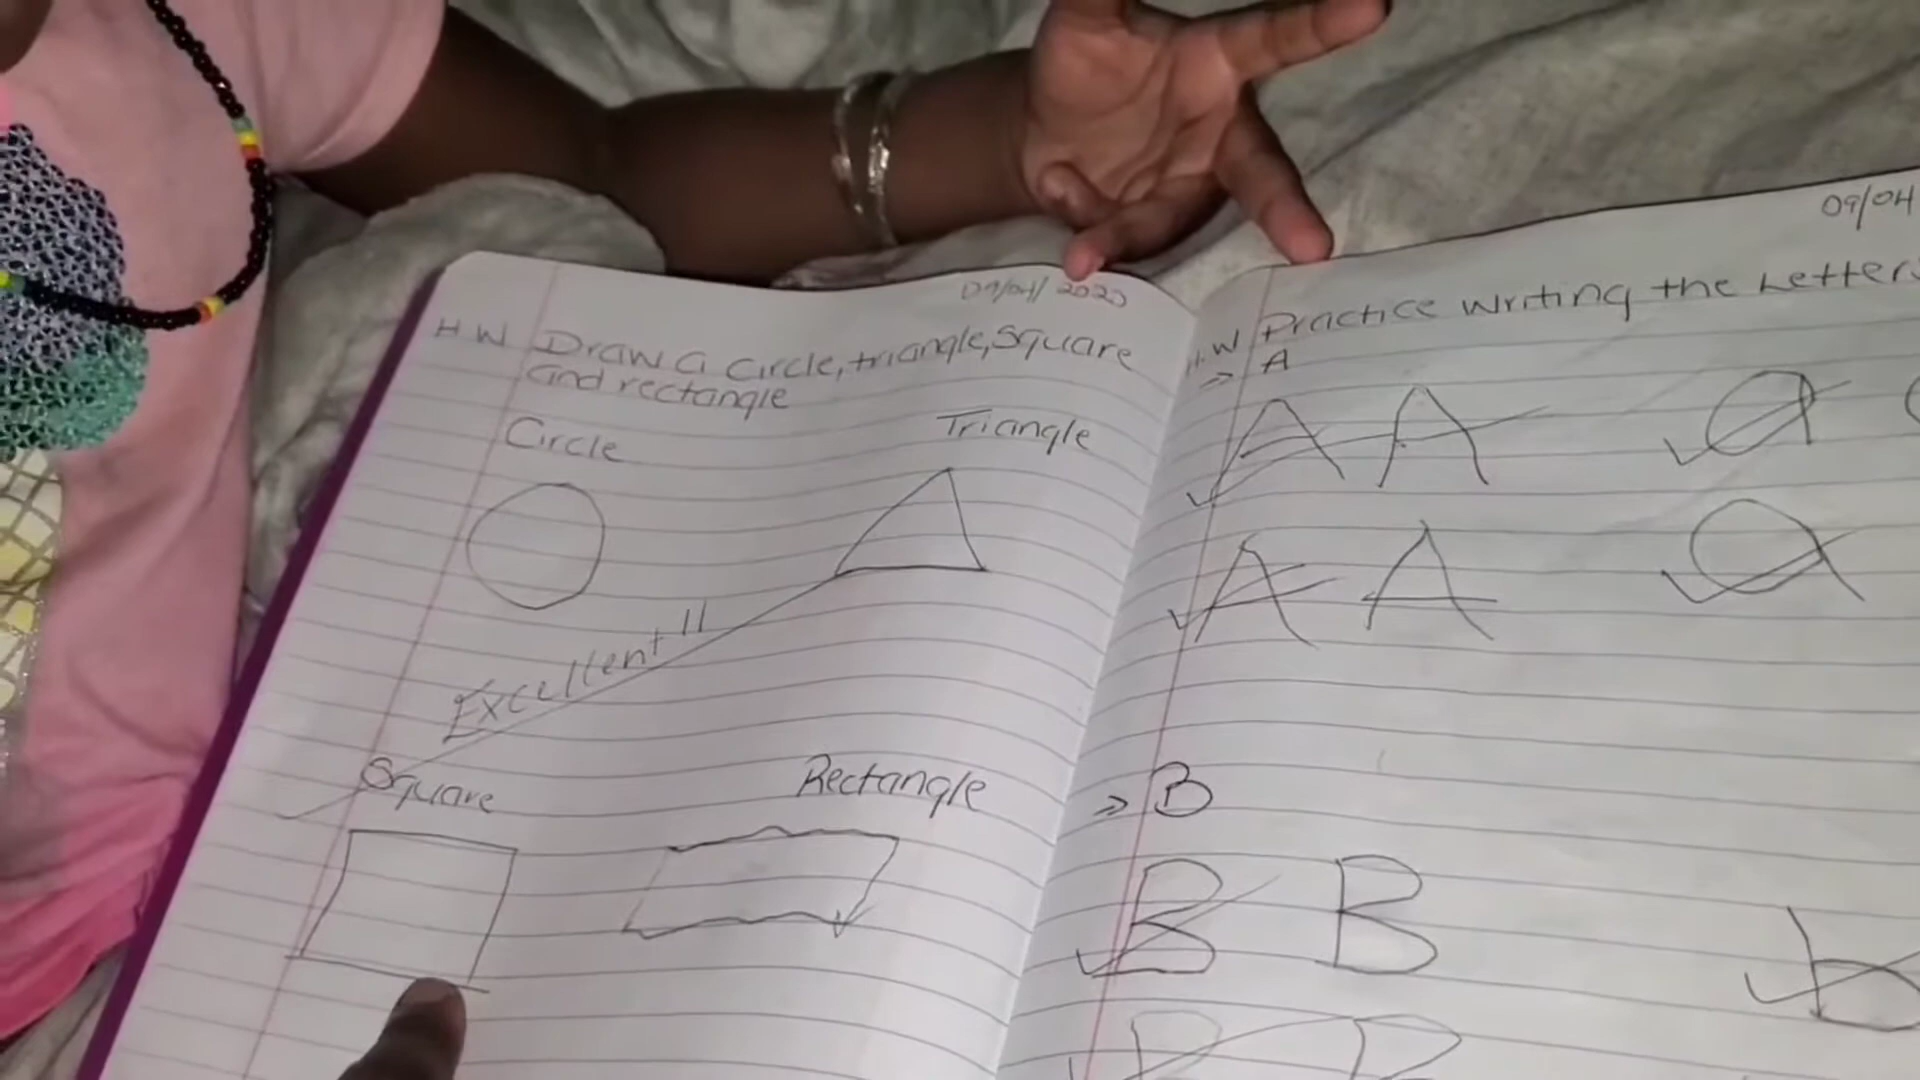 09/04/2020
H W Draw a circle, triangle, square
and rectangle
Circle Triangle
Excellent!!
Square Rectangle
09/04
H.W Practice writing the Letters
=> A
A A a
A A a
=> B
B B b
B B